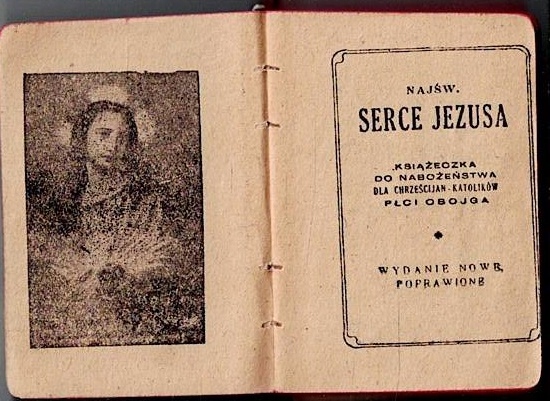 NAJŚW.
SERCE JEZUSA
KSIĄŻECZKA
DO NABOŻEŃSTWA
DLA CHRZEŚCIJAN-KATOLIKÓW
PŁCI OBOJGA
WYDANIE NOWE,
POPRAWIONE